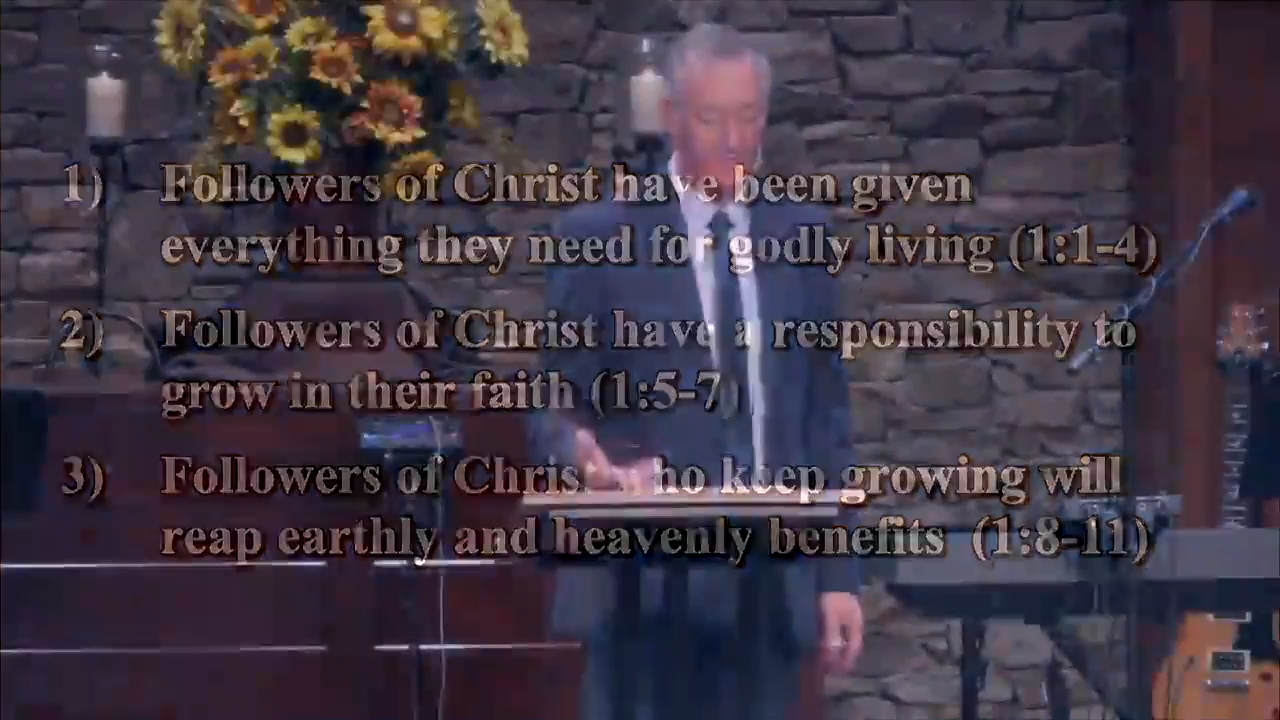 1) Followers of Christ have been given
everything they need for godly living (1:1-4)
2) Followers of Christ have a responsibility to
grow in their faith (1:5-7)
3) Followers of Christ who keep growing will
reap earthly and heavenly benefits (1:8-11)